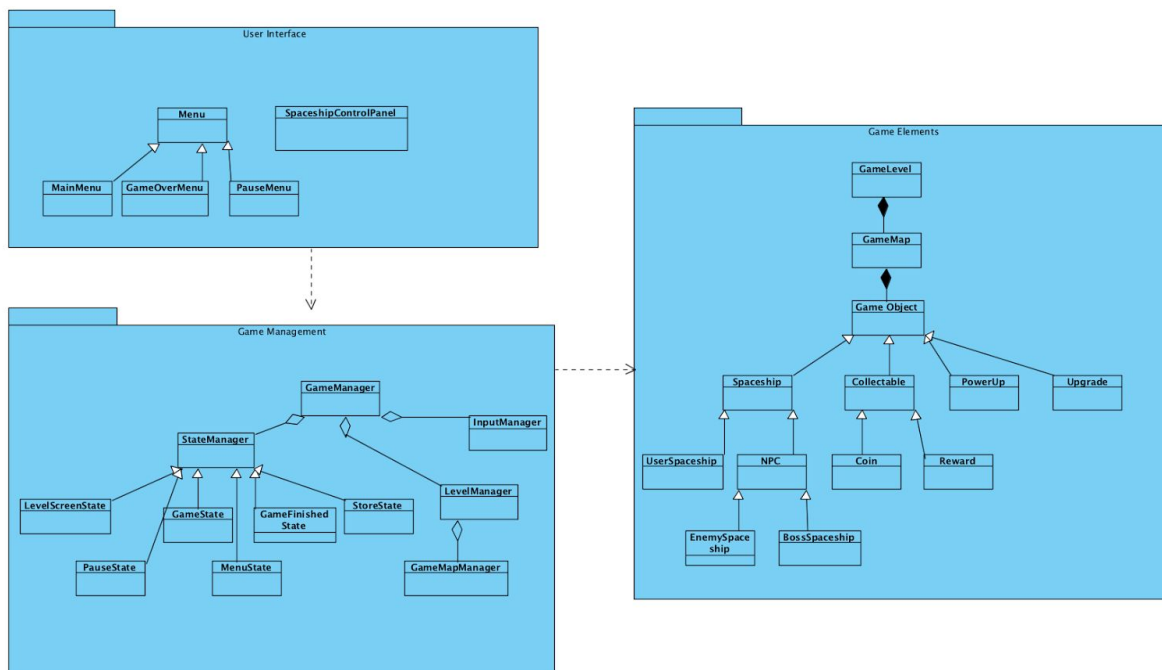 User Interface
Menu
SpaceshipControlPanel
MainMenu
GameOverMenu
PauseMenu
Game Management
GameManager
InputManager
StateManager
LevelManager
LevelScreenState
GameState
GameFinished
State
StoreState
PauseState
MenuState
GameMapManager
Game Elements
GameLevel
GameMap
Game Object
Spaceship
Collectable
PowerUp
Upgrade
UserSpaceship
NPC
Coin
Reward
EnemySpace
ship
BossSpaceship